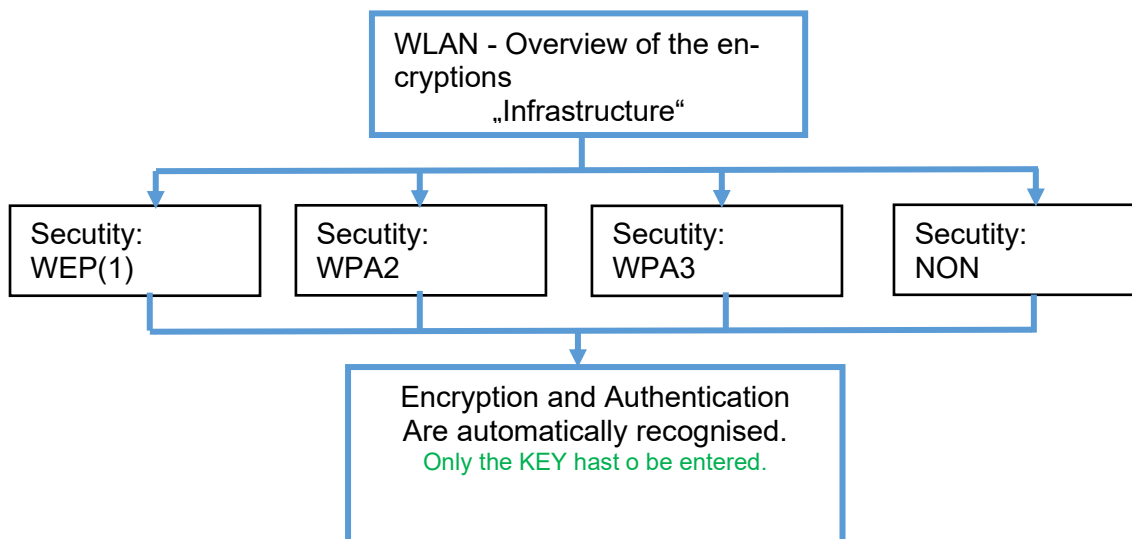 WLAN - Overview of the en-
cryptions
„Infrastructure“
Secutity:
WEP(1)
Secutity:
WPA2
Secutity:
WPA3
Secutity:
NON
Encryption and Authentication
Are automatically recognised.
Only the KEY hast o be entered.